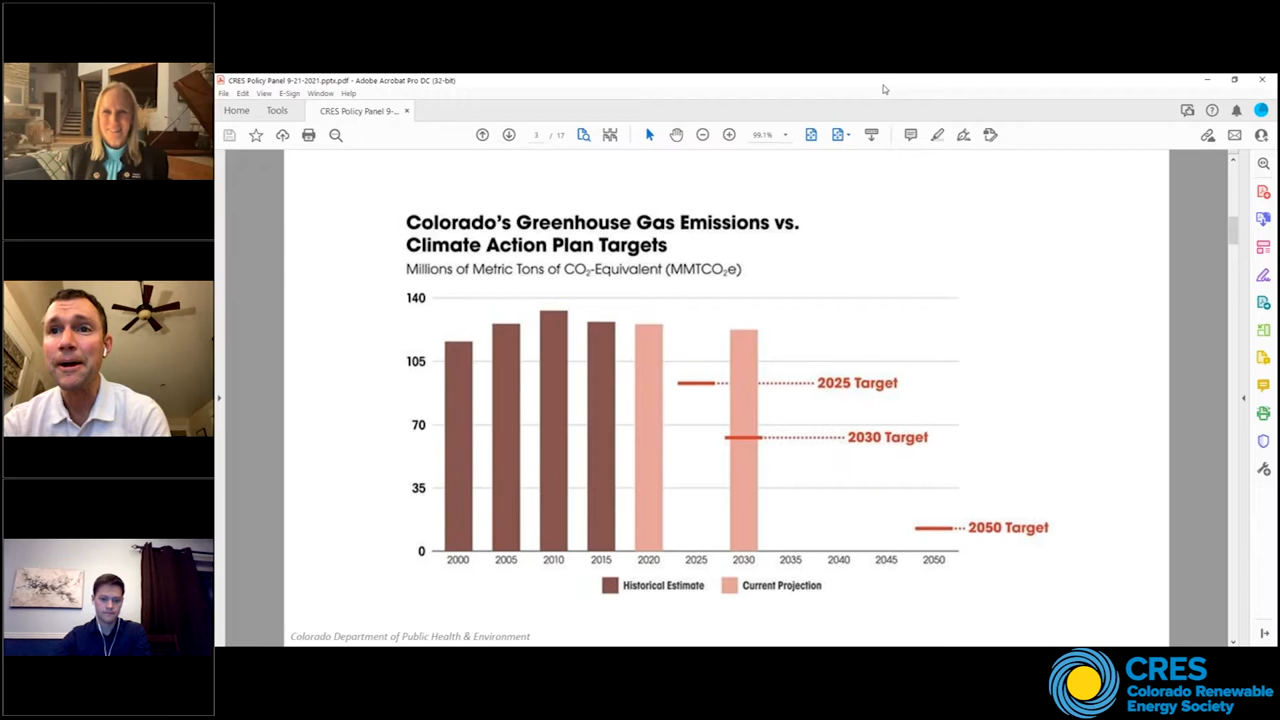 CRES Policy Panel 9-21-2021.pptx.pdf - Adobe Acrobat Pro DC (32-bit)
File Edit View E-Sign Window Help
Home Tools CRES Policy Panel 9-... ×
3 / 17 99.1%
Colorado's Greenhouse Gas Emissions vs.
Climate Action Plan Targets
Millions of Metric Tons of CO₂-Equivalent (MMTCO₂e)
140
105
70
35
0
2025 Target
2030 Target
2050 Target
2000 2005 2010 2015 2020 2025 2030 2035 2040 2045 2050
Historical Estimate Current Projection
Colorado Department of Public Health & Environment
CRES
Colorado Renewable
Energy Society